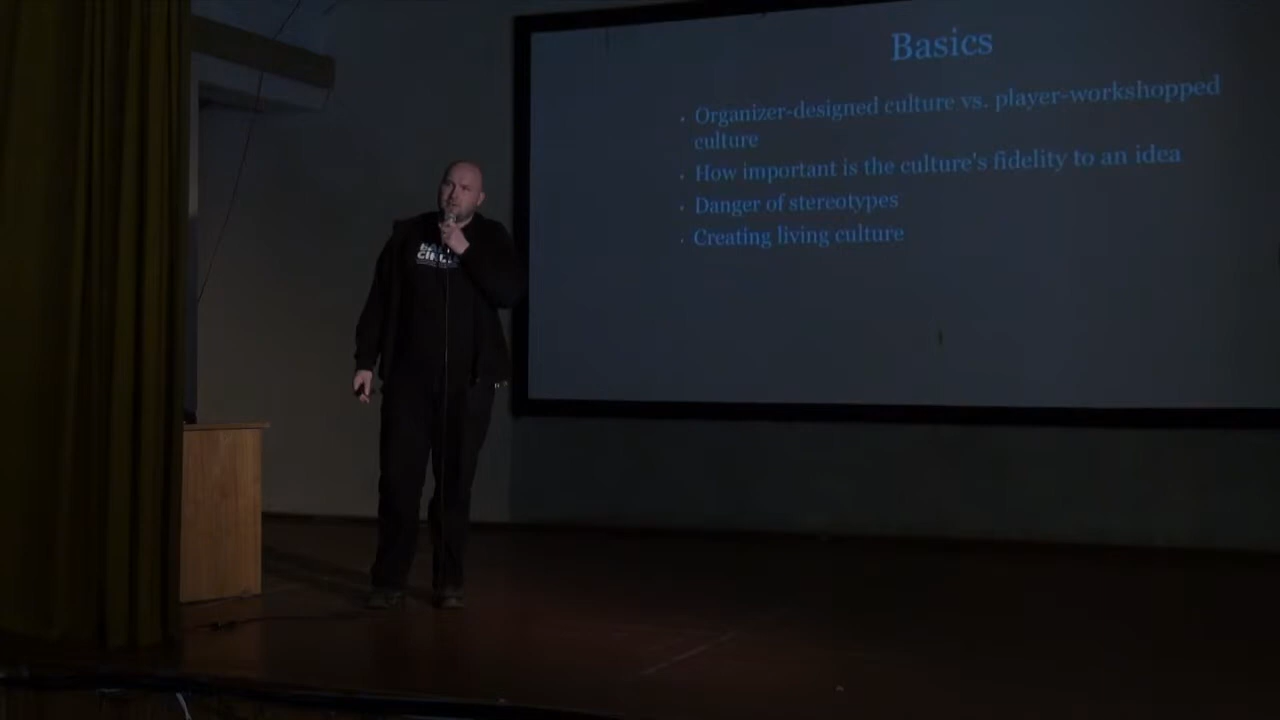 Basics
Organizer-designed culture vs. player-workshopped
culture
How important is the culture's fidelity to an idea
Danger of stereotypes
Creating living culture